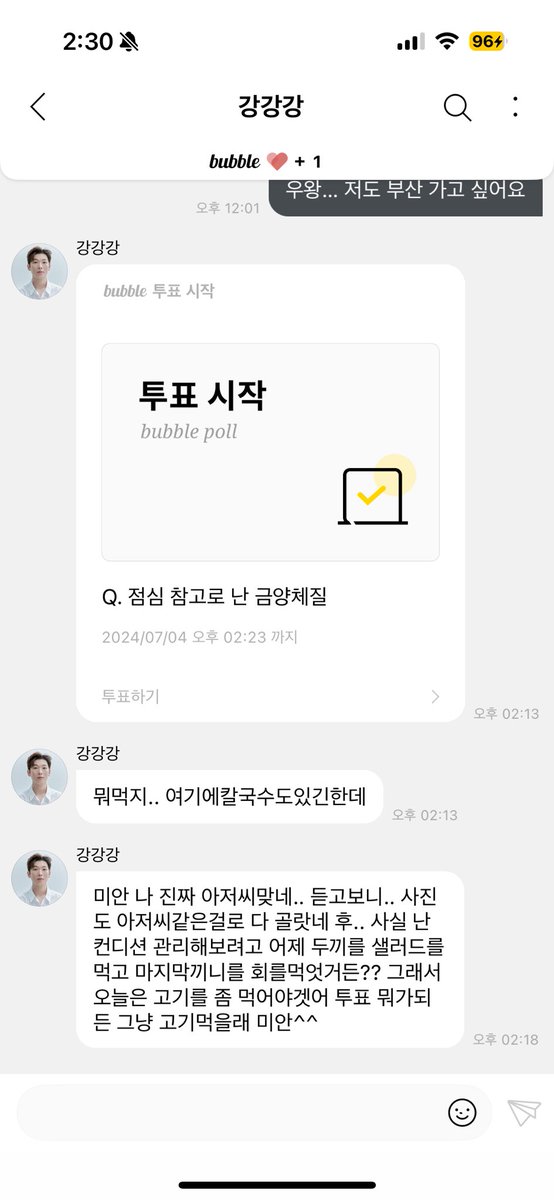 2:30
96
강강강
bubble + 1
우왕... 저도 부산 가고 싶어요
오후 12:01
강강강
bubble 투표 시작
투표 시작
bubble poll
Q. 점심 참고로 난 금양체질
2024/07/04 오후 02:23 까지
투표하기
오후 02:13
강강강
뭐먹지.. 여기에칼국수도있긴한데
오후 02:13
강강강
미안 나 진짜 아저씨맞네.. 듣고보니.. 사진
도 아저씨같은걸로 다 골랏네 후.. 사실 난
컨디션 관리해보려고 어제 두끼를 샐러드를
먹고 마지막끼니를 회를먹엇거든?? 그래서
오늘은 고기를 좀 먹어야겟어 투표 뭐가되
든 그냥 고기먹을래 미안^^
오후 02:18